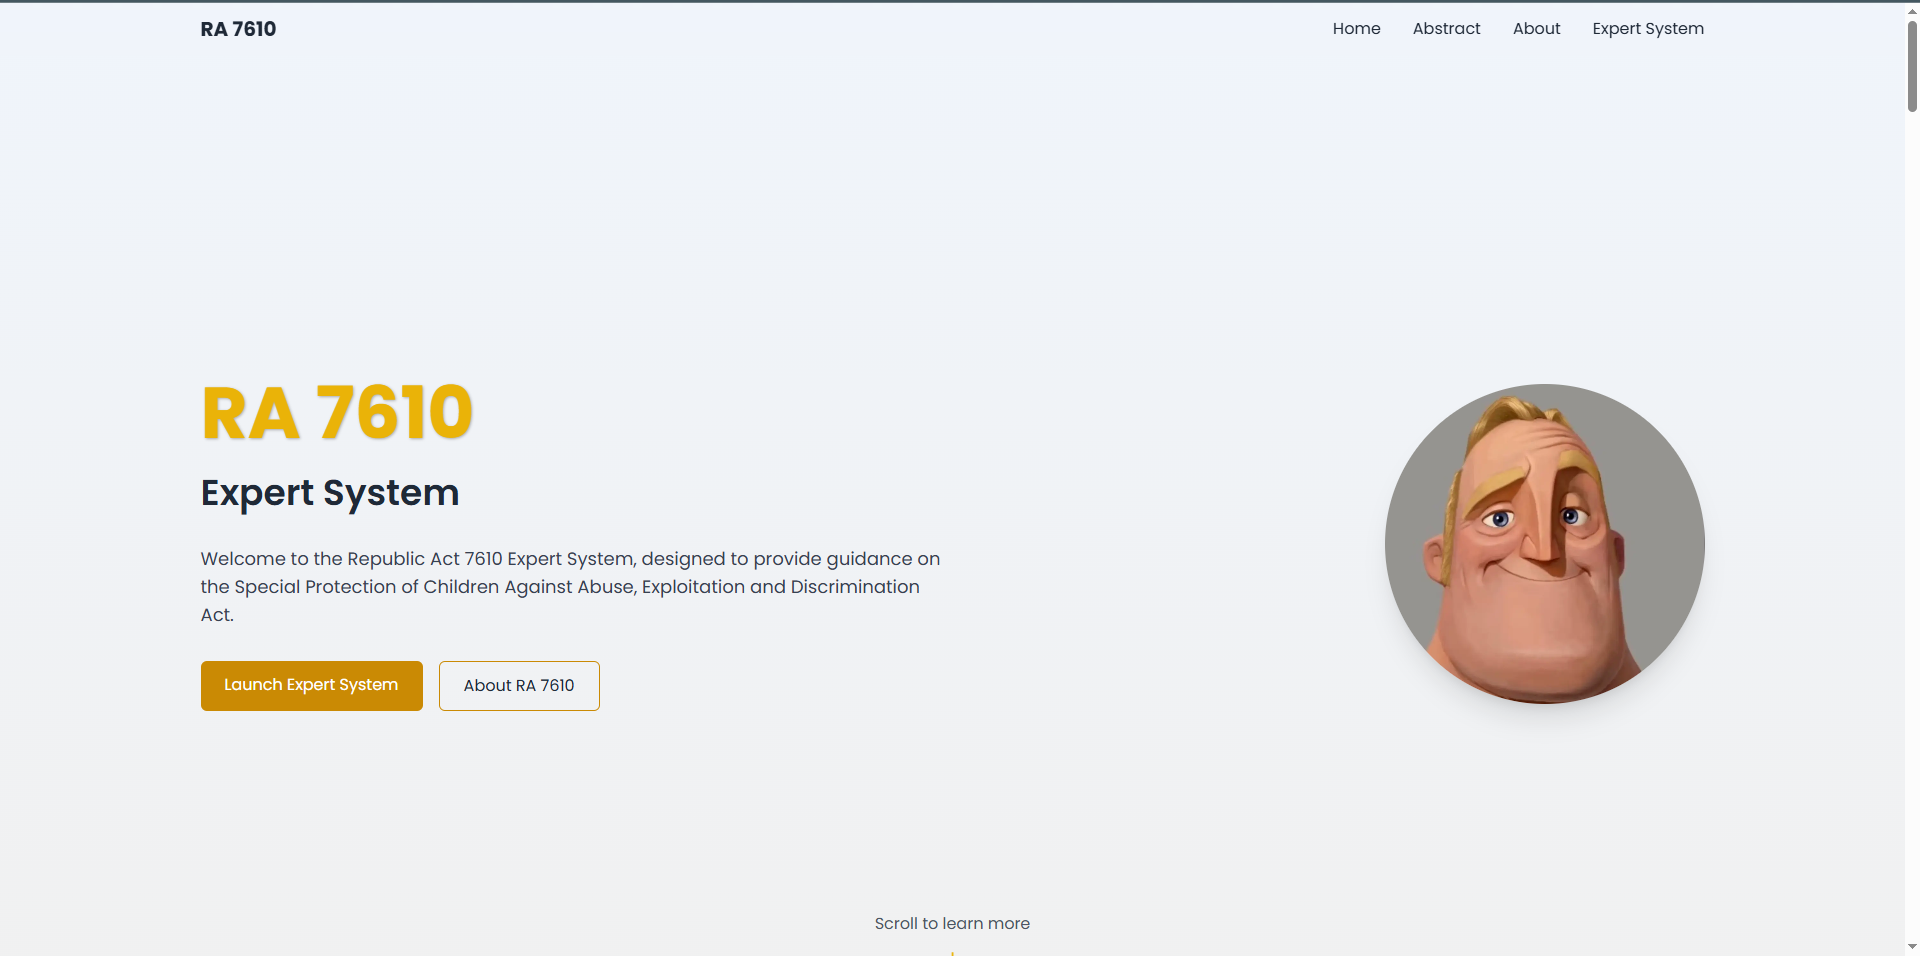 RA 7610
Home
Abstract
About
Expert System
RA 7610
Expert System
Welcome to the Republic Act 7610 Expert System, designed to provide guidance on
the Special Protection of Children Against Abuse, Exploitation and Discrimination
Act.
Launch Expert System
About RA 7610
Scroll to learn more